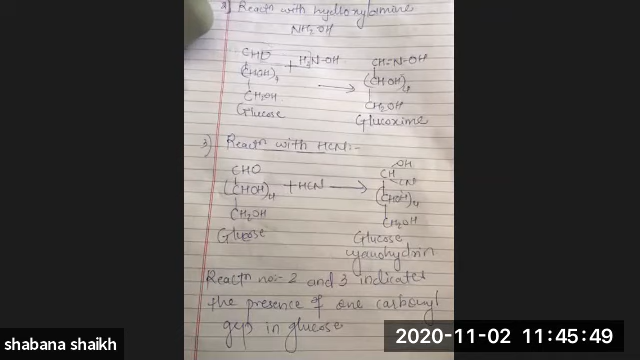 2) Reactn with hydroxylamine
NH2OH
CHO
(CHOH)4
CH2OH
Glucose
+ H2N-OH
CH=N-OH
(CHOH)4
CH2OH
Glucoxime
3) Reactn with HCN:-
CHO
(CHOH)4
CH2OH
Glucose
+ HCN
CH
OH
CN
(CHOH)4
CH2OH
Glucose
cyanohydrin
Reactn no:- 2 and 3 indicates
the presence of one carbonyl
grp in glucose
shabana shaikh
2020-11-02 11:45:49